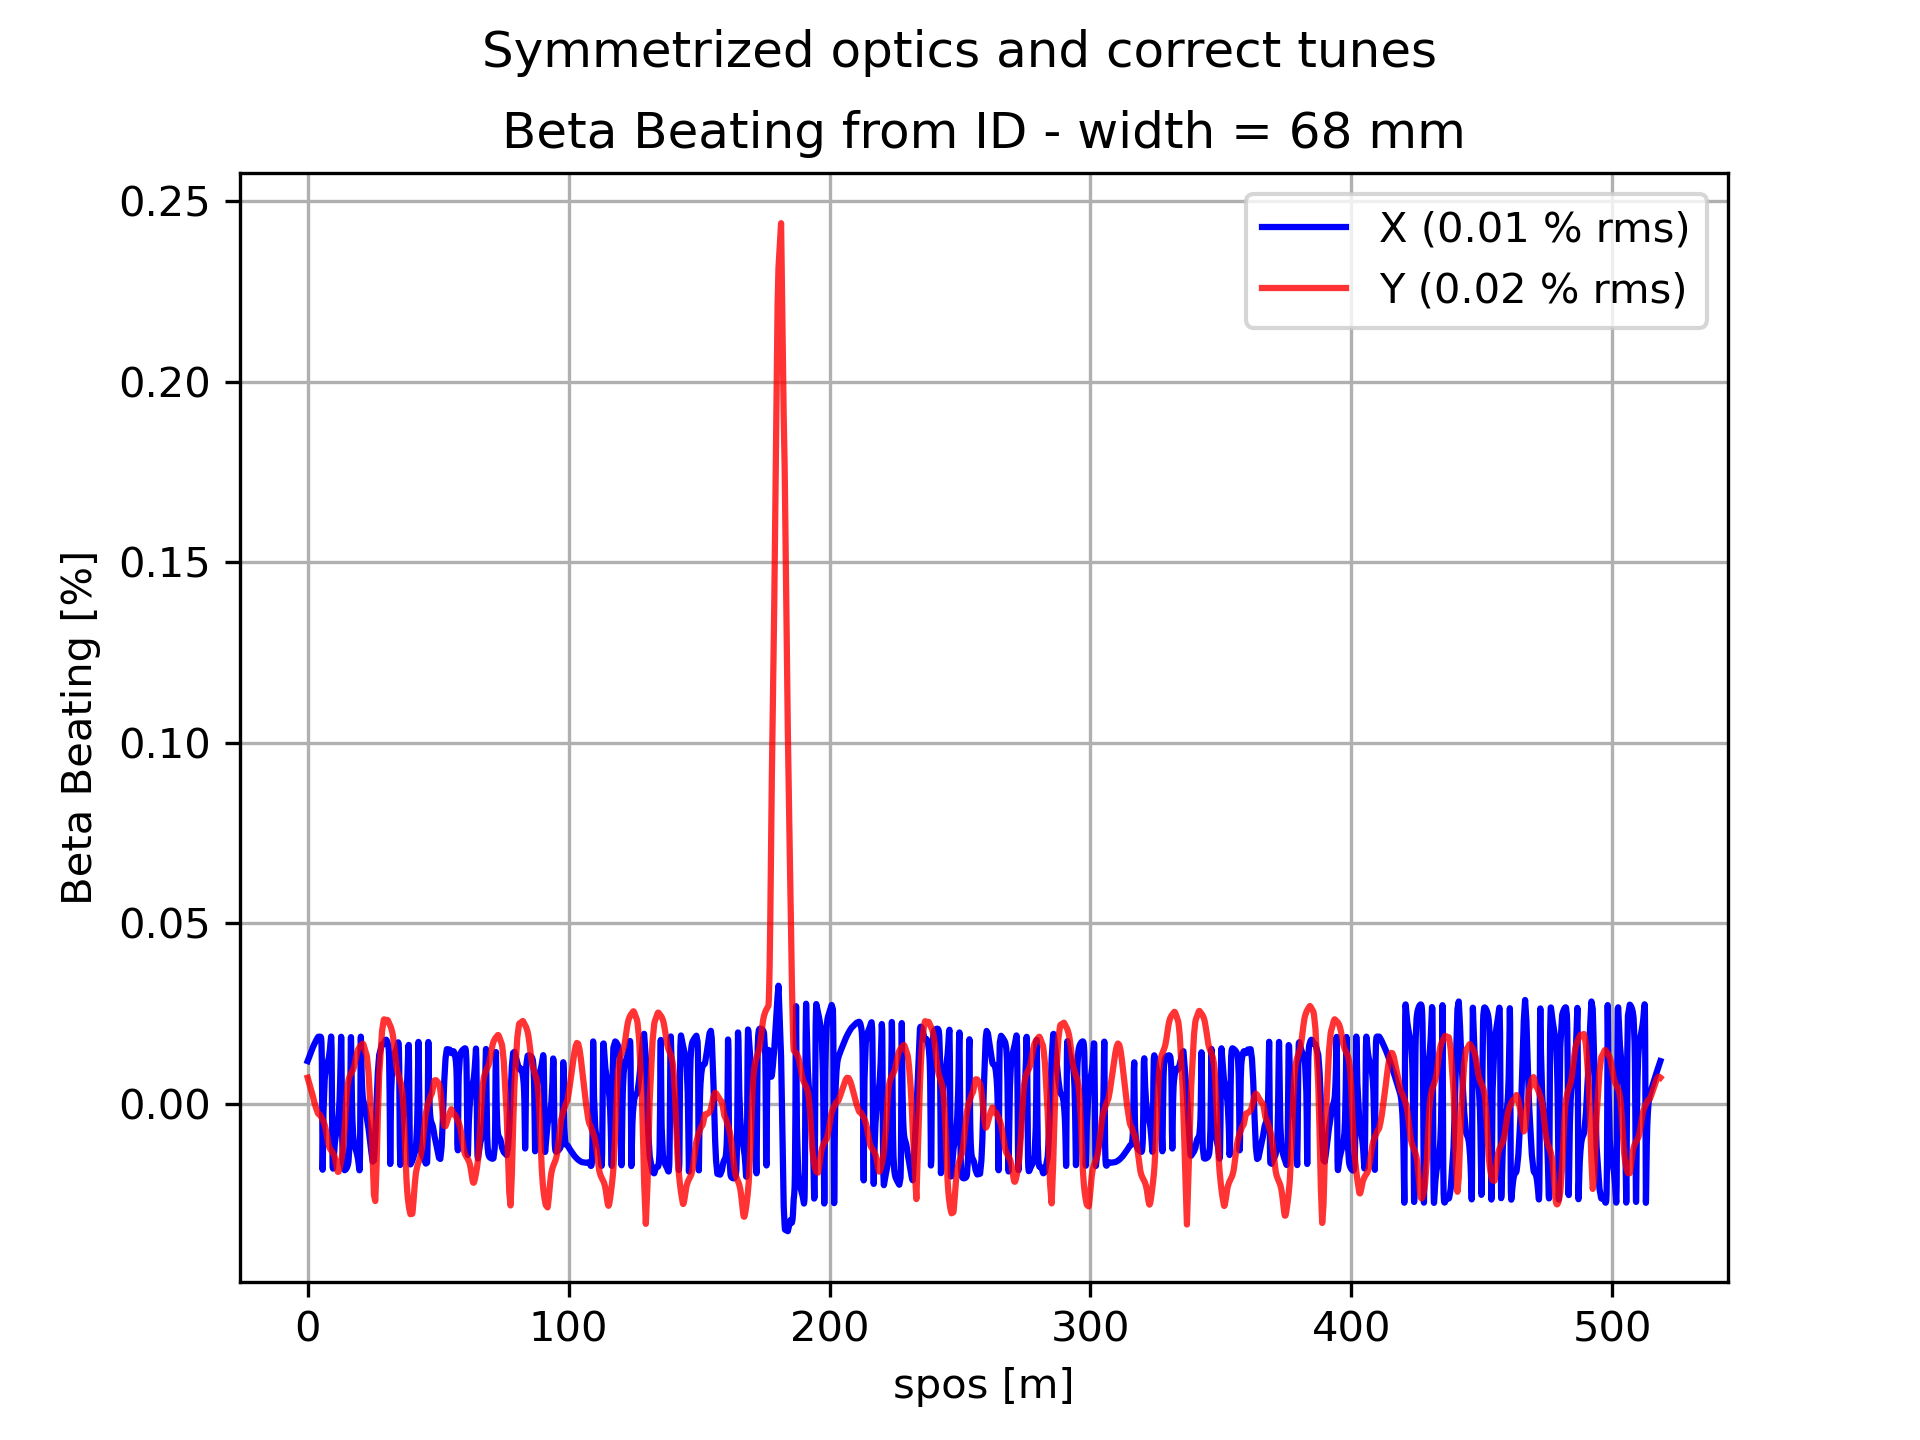 Symmetrized optics and correct tunes
Beta Beating from ID - width = 68 mm
X (0.01 % rms)
Y (0.02 % rms)
Beta Beating [%]
0.25
0.20
0.15
0.10
0.05
0.00
0 100 200 300 400 500
spos [m]